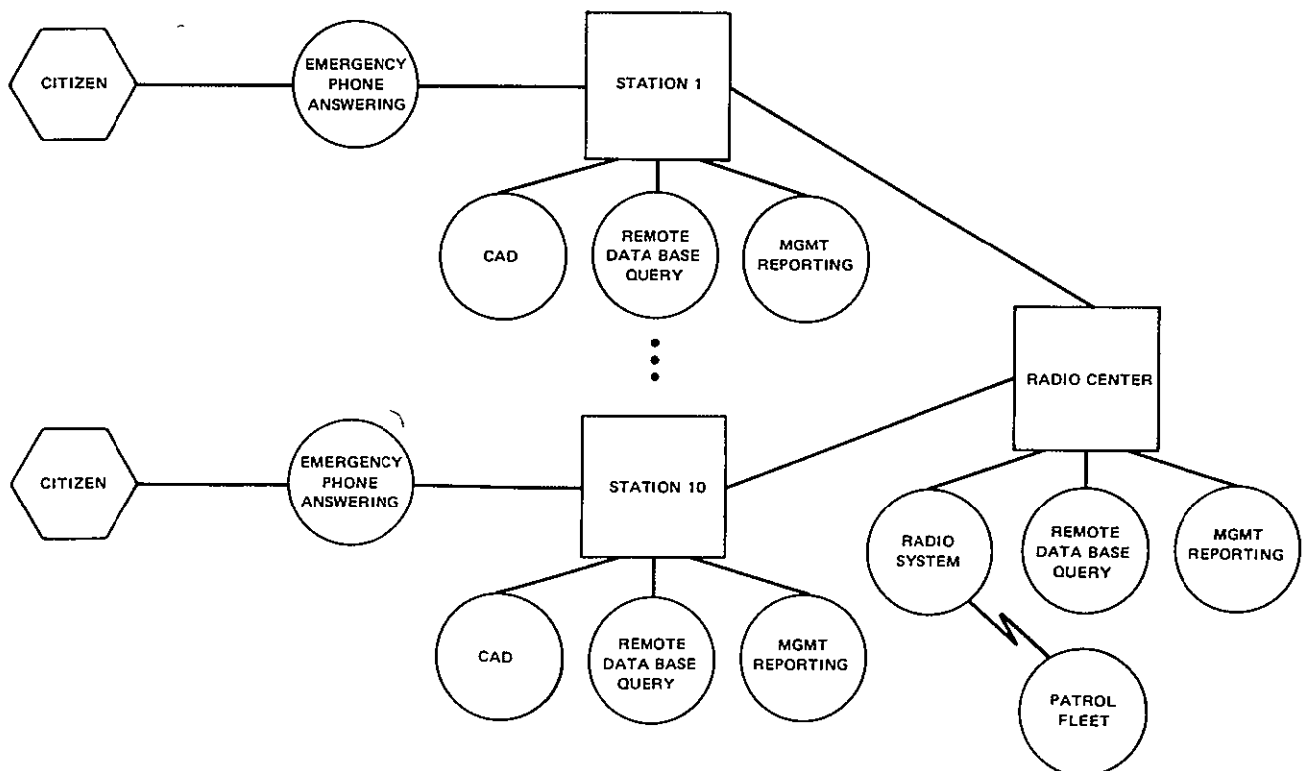 CITIZEN
EMERGENCY
PHONE
ANSWERING
STATION 1
CAD
REMOTE
DATA BASE
QUERY
MGMT
REPORTING
RADIO CENTER
CITIZEN
EMERGENCY
PHONE
ANSWERING
STATION 10
CAD
REMOTE
DATA BASE
QUERY
MGMT
REPORTING
RADIO
SYSTEM
REMOTE
DATA BASE
QUERY
MGMT
REPORTING
PATROL
FLEET